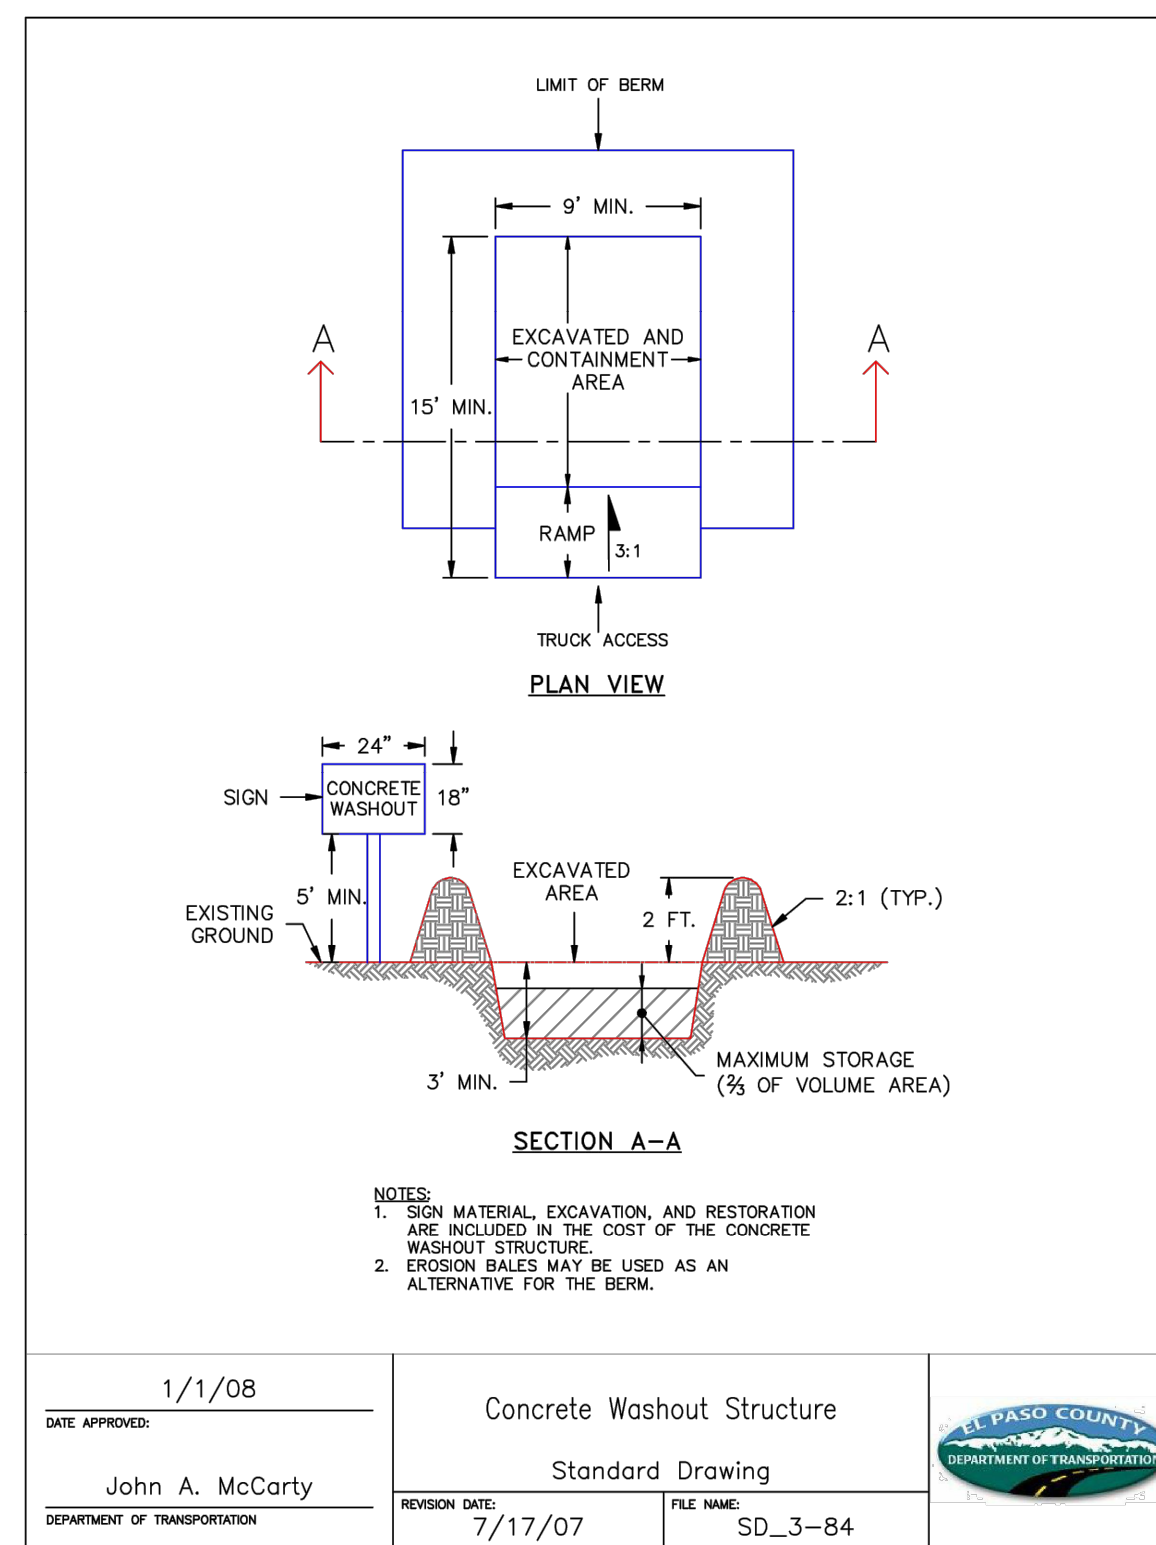 LIMIT OF BERM
9' MIN.
A
A
EXCAVATED AND
CONTAINMENT
AREA
15' MIN.
RAMP
3:1
TRUCK ACCESS
PLAN VIEW
24"
SIGN
CONCRETE
WASHOUT
18"
5' MIN.
EXCAVATED
AREA
2 FT.
2:1 (TYP.)
EXISTING
GROUND
3' MIN.
MAXIMUM STORAGE
(⅔ OF VOLUME AREA)
SECTION A-A
NOTES:
1. SIGN MATERIAL, EXCAVATION, AND RESTORATION
ARE INCLUDED IN THE COST OF THE CONCRETE
WASHOUT STRUCTURE.
2. EROSION BALES MAY BE USED AS AN
ALTERNATIVE FOR THE BERM.
1/1/08
DATE APPROVED:
John A. McCarty
DEPARTMENT OF TRANSPORTATION
Concrete Washout Structure
Standard Drawing
REVISION DATE:
7/17/07
FILE NAME:
SD_3-84
EL PASO COUNTY
DEPARTMENT OF TRANSPORTATION